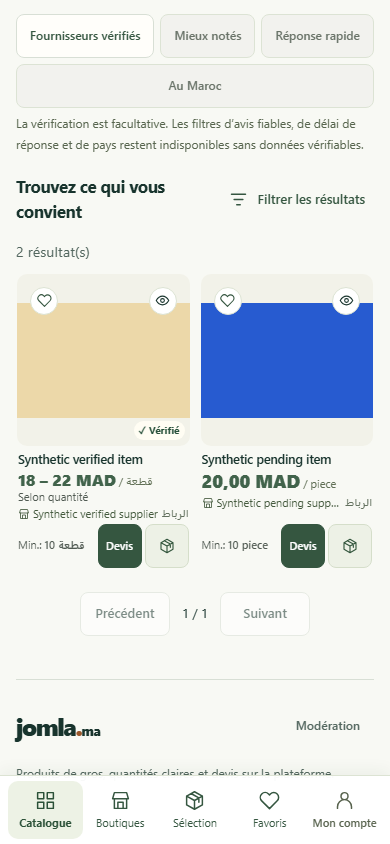 Fournisseurs vérifiés
Mieux notés
Réponse rapide
Au Maroc
La vérification est facultative. Les filtres d'avis fiables, de délai de
réponse et de pays restent indisponibles sans données vérifiables.
Trouvez ce qui vous
convient
Filtrer les résultats
2 résultat(s)
✓ Vérifié
Synthetic verified item
18 – 22 MAD / قطعة
Selon quantité
Synthetic verified supplier الرباط
Min.: 10 قطعة
Devis
Synthetic pending item
20,00 MAD / piece
Synthetic pending supp... الرباط
Min.: 10 piece
Devis
Précédent
1 / 1
Suivant
jomla.ma
Modération
Produits de gros, quantités claires et devis sur la plateforme
Catalogue
Boutiques
Sélection
Favoris
Mon compte